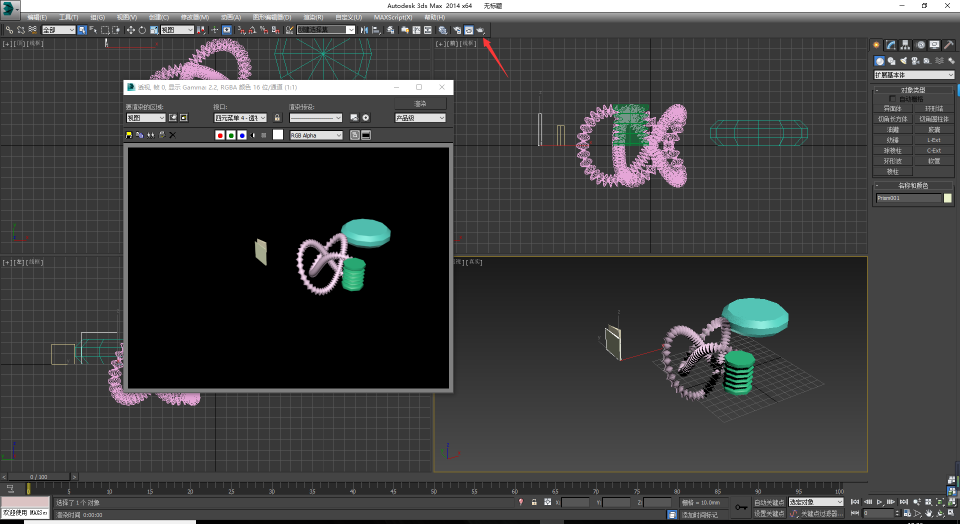 Autodesk 3ds Max 2014 x64 无标题
编辑(E) 工具(T) 组(G) 视图(V) 创建(C) 修改器(M) 动画(A) 图形编辑器(D) 渲染(R) 自定义(U) MAXScript(X) 帮助(H)
全部 视图
[+][顶][线框]
[+][前][线框]
透视, 帧 0, 显示 Gamma: 2.2, RGBA 颜色 16 位/通道 (1:1)
要渲染的区域: 视口: 渲染预设: 渲染
视图 四元菜单 4 - 透视 产品级
RGB Alpha
扩展基本体
对象类型
自动栅格
异面体 环形结
切角长方体 切角圆柱体
油罐 胶囊
纺锤 L-Ext
球棱柱 C-Ext
环形波 软管
棱柱
名称和颜色
Prism001
[+][左][线框]
[真实]
0 / 100
0 5 10 15 20 25 30 35 40 45 50 55 60 65 70 75 80 85 90 95 100
选择了 1 个 对象
X: Y: Z: 栅格 = 10.0mm
自动关键点 选定对象
欢迎使用 MAXScr
渲染时间 0:00:00
添加时间标记
设置关键点 关键点过滤器...
0